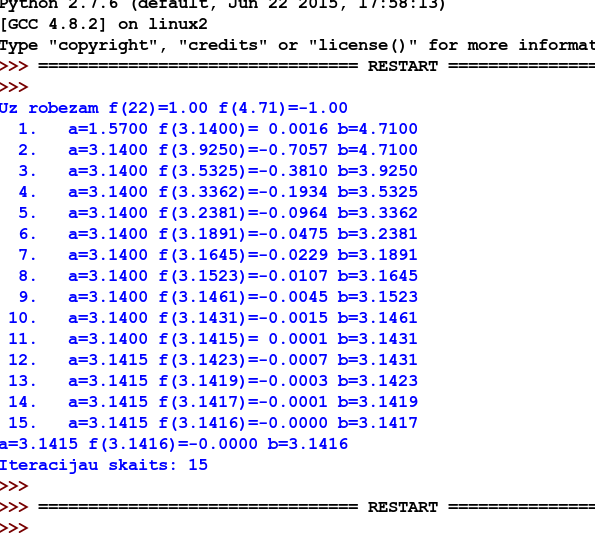 Python 2.7.6 (default, Jun 22 2015, 17:58:13)
[GCC 4.8.2] on linux2
Type "copyright", "credits" or "license()" for more informat
>>> ================================ RESTART ===============
>>>
Uz robezam f(22)=1.00 f(4.71)=-1.00
1. a=1.5700 f(3.1400)= 0.0016 b=4.7100
2. a=3.1400 f(3.9250)=-0.7057 b=4.7100
3. a=3.1400 f(3.5325)=-0.3810 b=3.9250
4. a=3.1400 f(3.3362)=-0.1934 b=3.5325
5. a=3.1400 f(3.2381)=-0.0964 b=3.3362
6. a=3.1400 f(3.1891)=-0.0475 b=3.2381
7. a=3.1400 f(3.1645)=-0.0229 b=3.1891
8. a=3.1400 f(3.1523)=-0.0107 b=3.1645
9. a=3.1400 f(3.1461)=-0.0045 b=3.1523
10. a=3.1400 f(3.1431)=-0.0015 b=3.1461
11. a=3.1400 f(3.1415)= 0.0001 b=3.1431
12. a=3.1415 f(3.1423)=-0.0007 b=3.1431
13. a=3.1415 f(3.1419)=-0.0003 b=3.1423
14. a=3.1415 f(3.1417)=-0.0001 b=3.1419
15. a=3.1415 f(3.1416)=-0.0000 b=3.1417
a=3.1415 f(3.1416)=-0.0000 b=3.1416
Iteracijau skaits: 15
>>>
>>> ================================ RESTART ===============
>>>